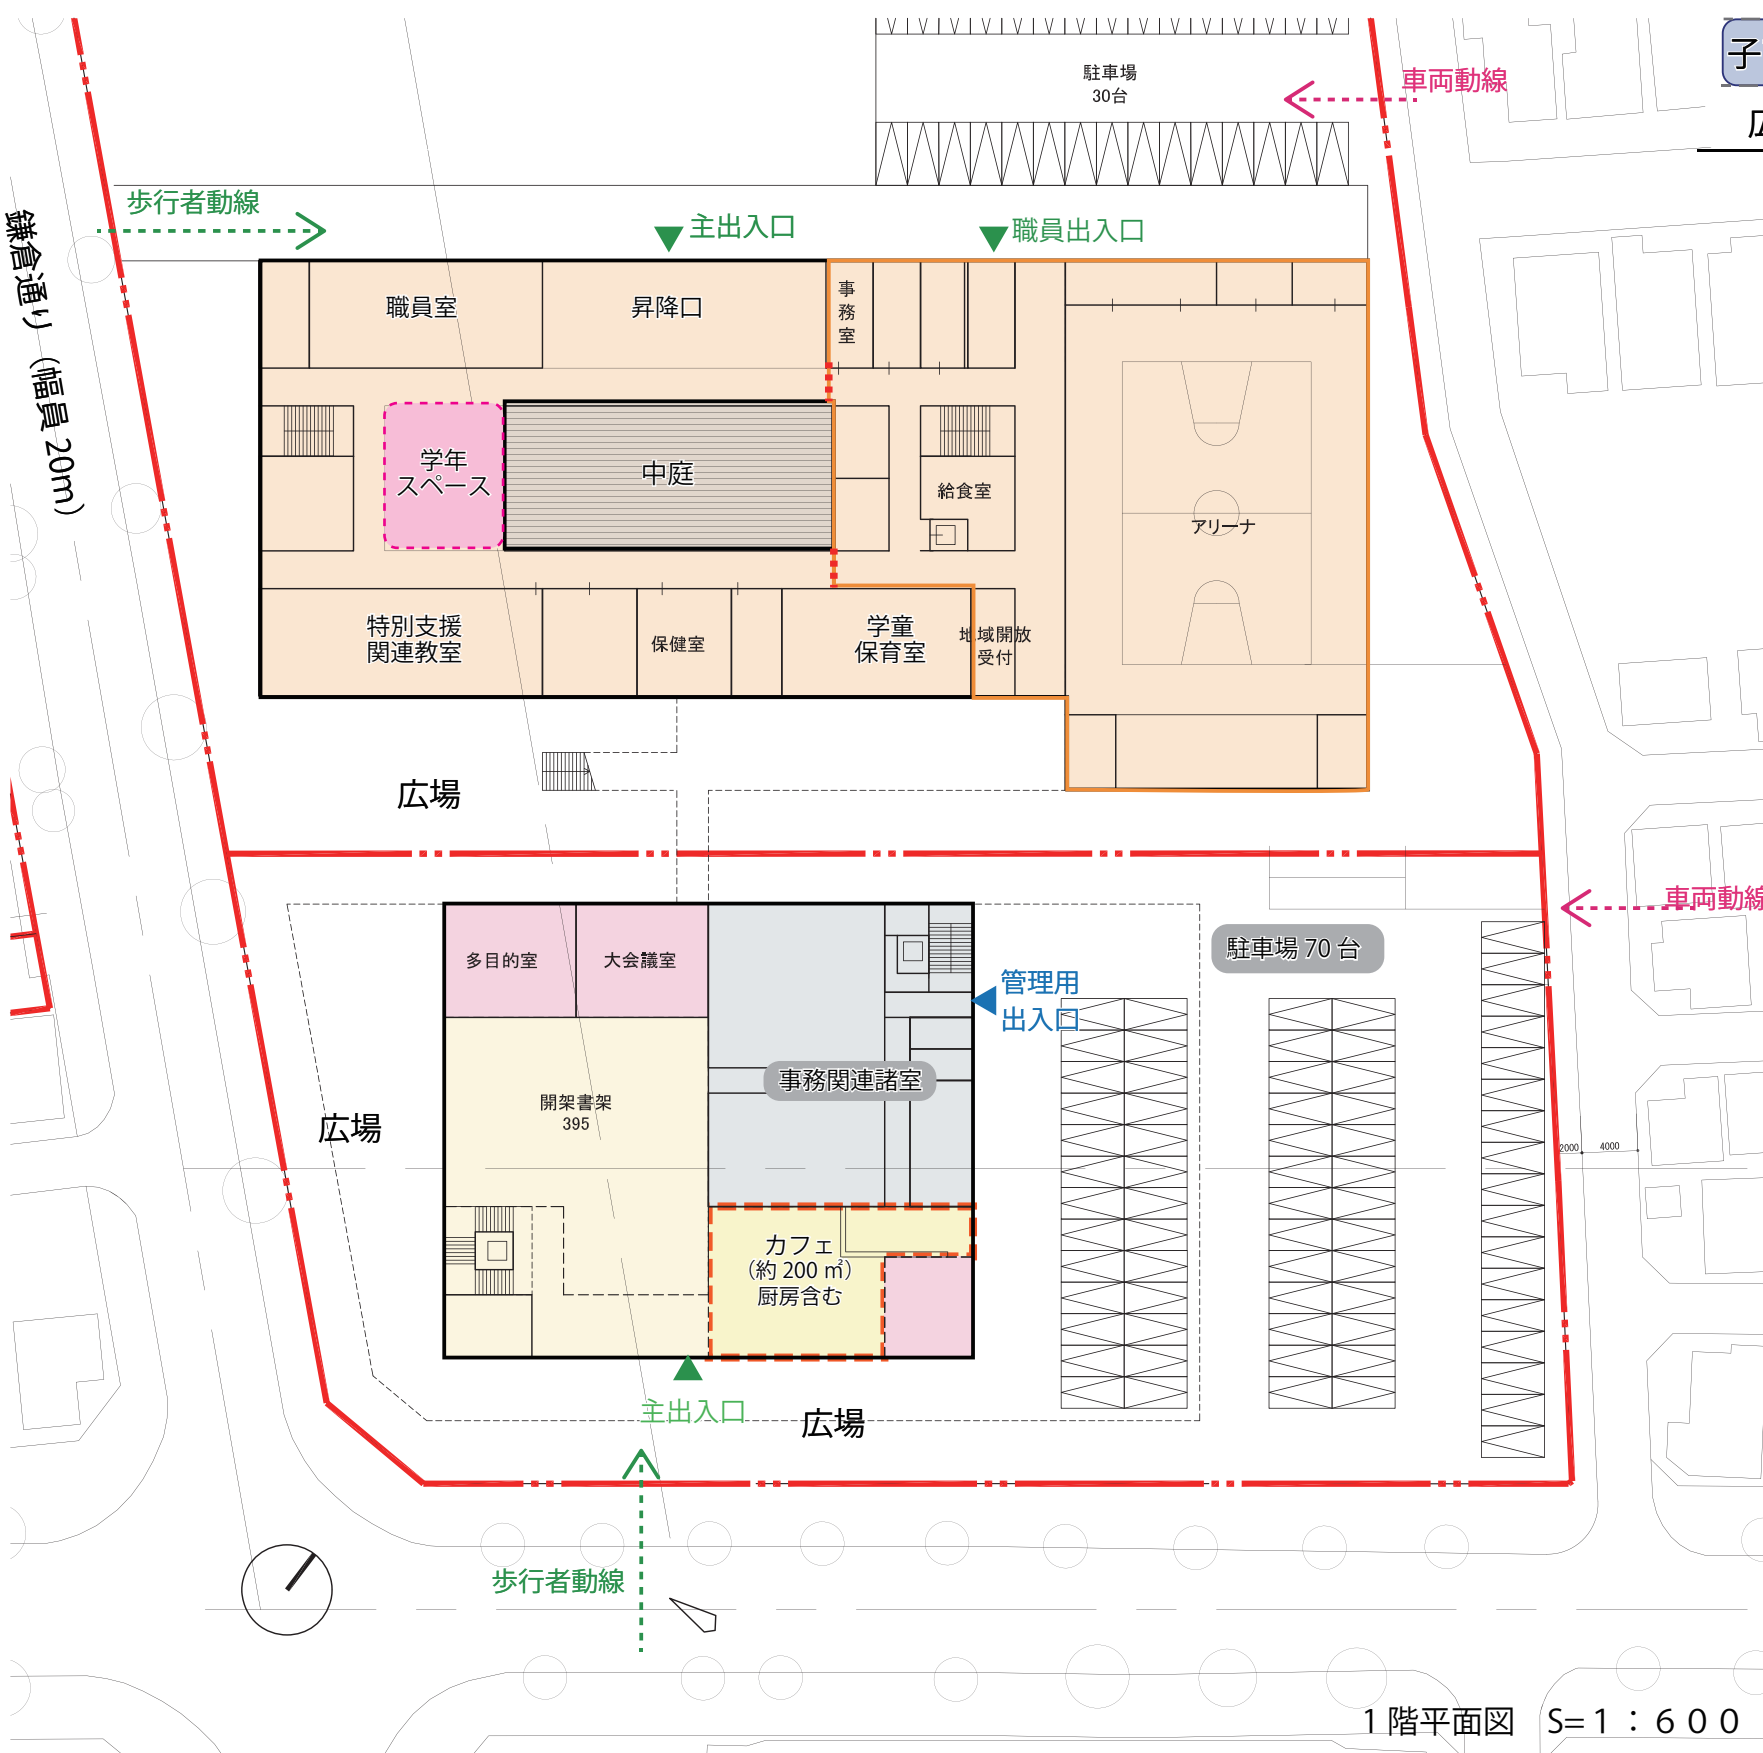 子
広
駐車場
30台
車両動線
歩行者動線
主出入口
職員出入口
鎌倉通り（幅員20m）
職員室
昇降口
事務室
学年
スペース
中庭
給食室
アリーナ
特別支援
関連教室
保健室
学童
保育室
地域開放
受付
広場
車両動線
多目的室
大会議室
駐車場 70 台
管理用
出入口
事務関連諸室
開架書架
395
広場
2000
4000
カフェ
（約 200 ㎡）
厨房含む
主出入口
広場
歩行者動線
１階平面図　S=１：６００